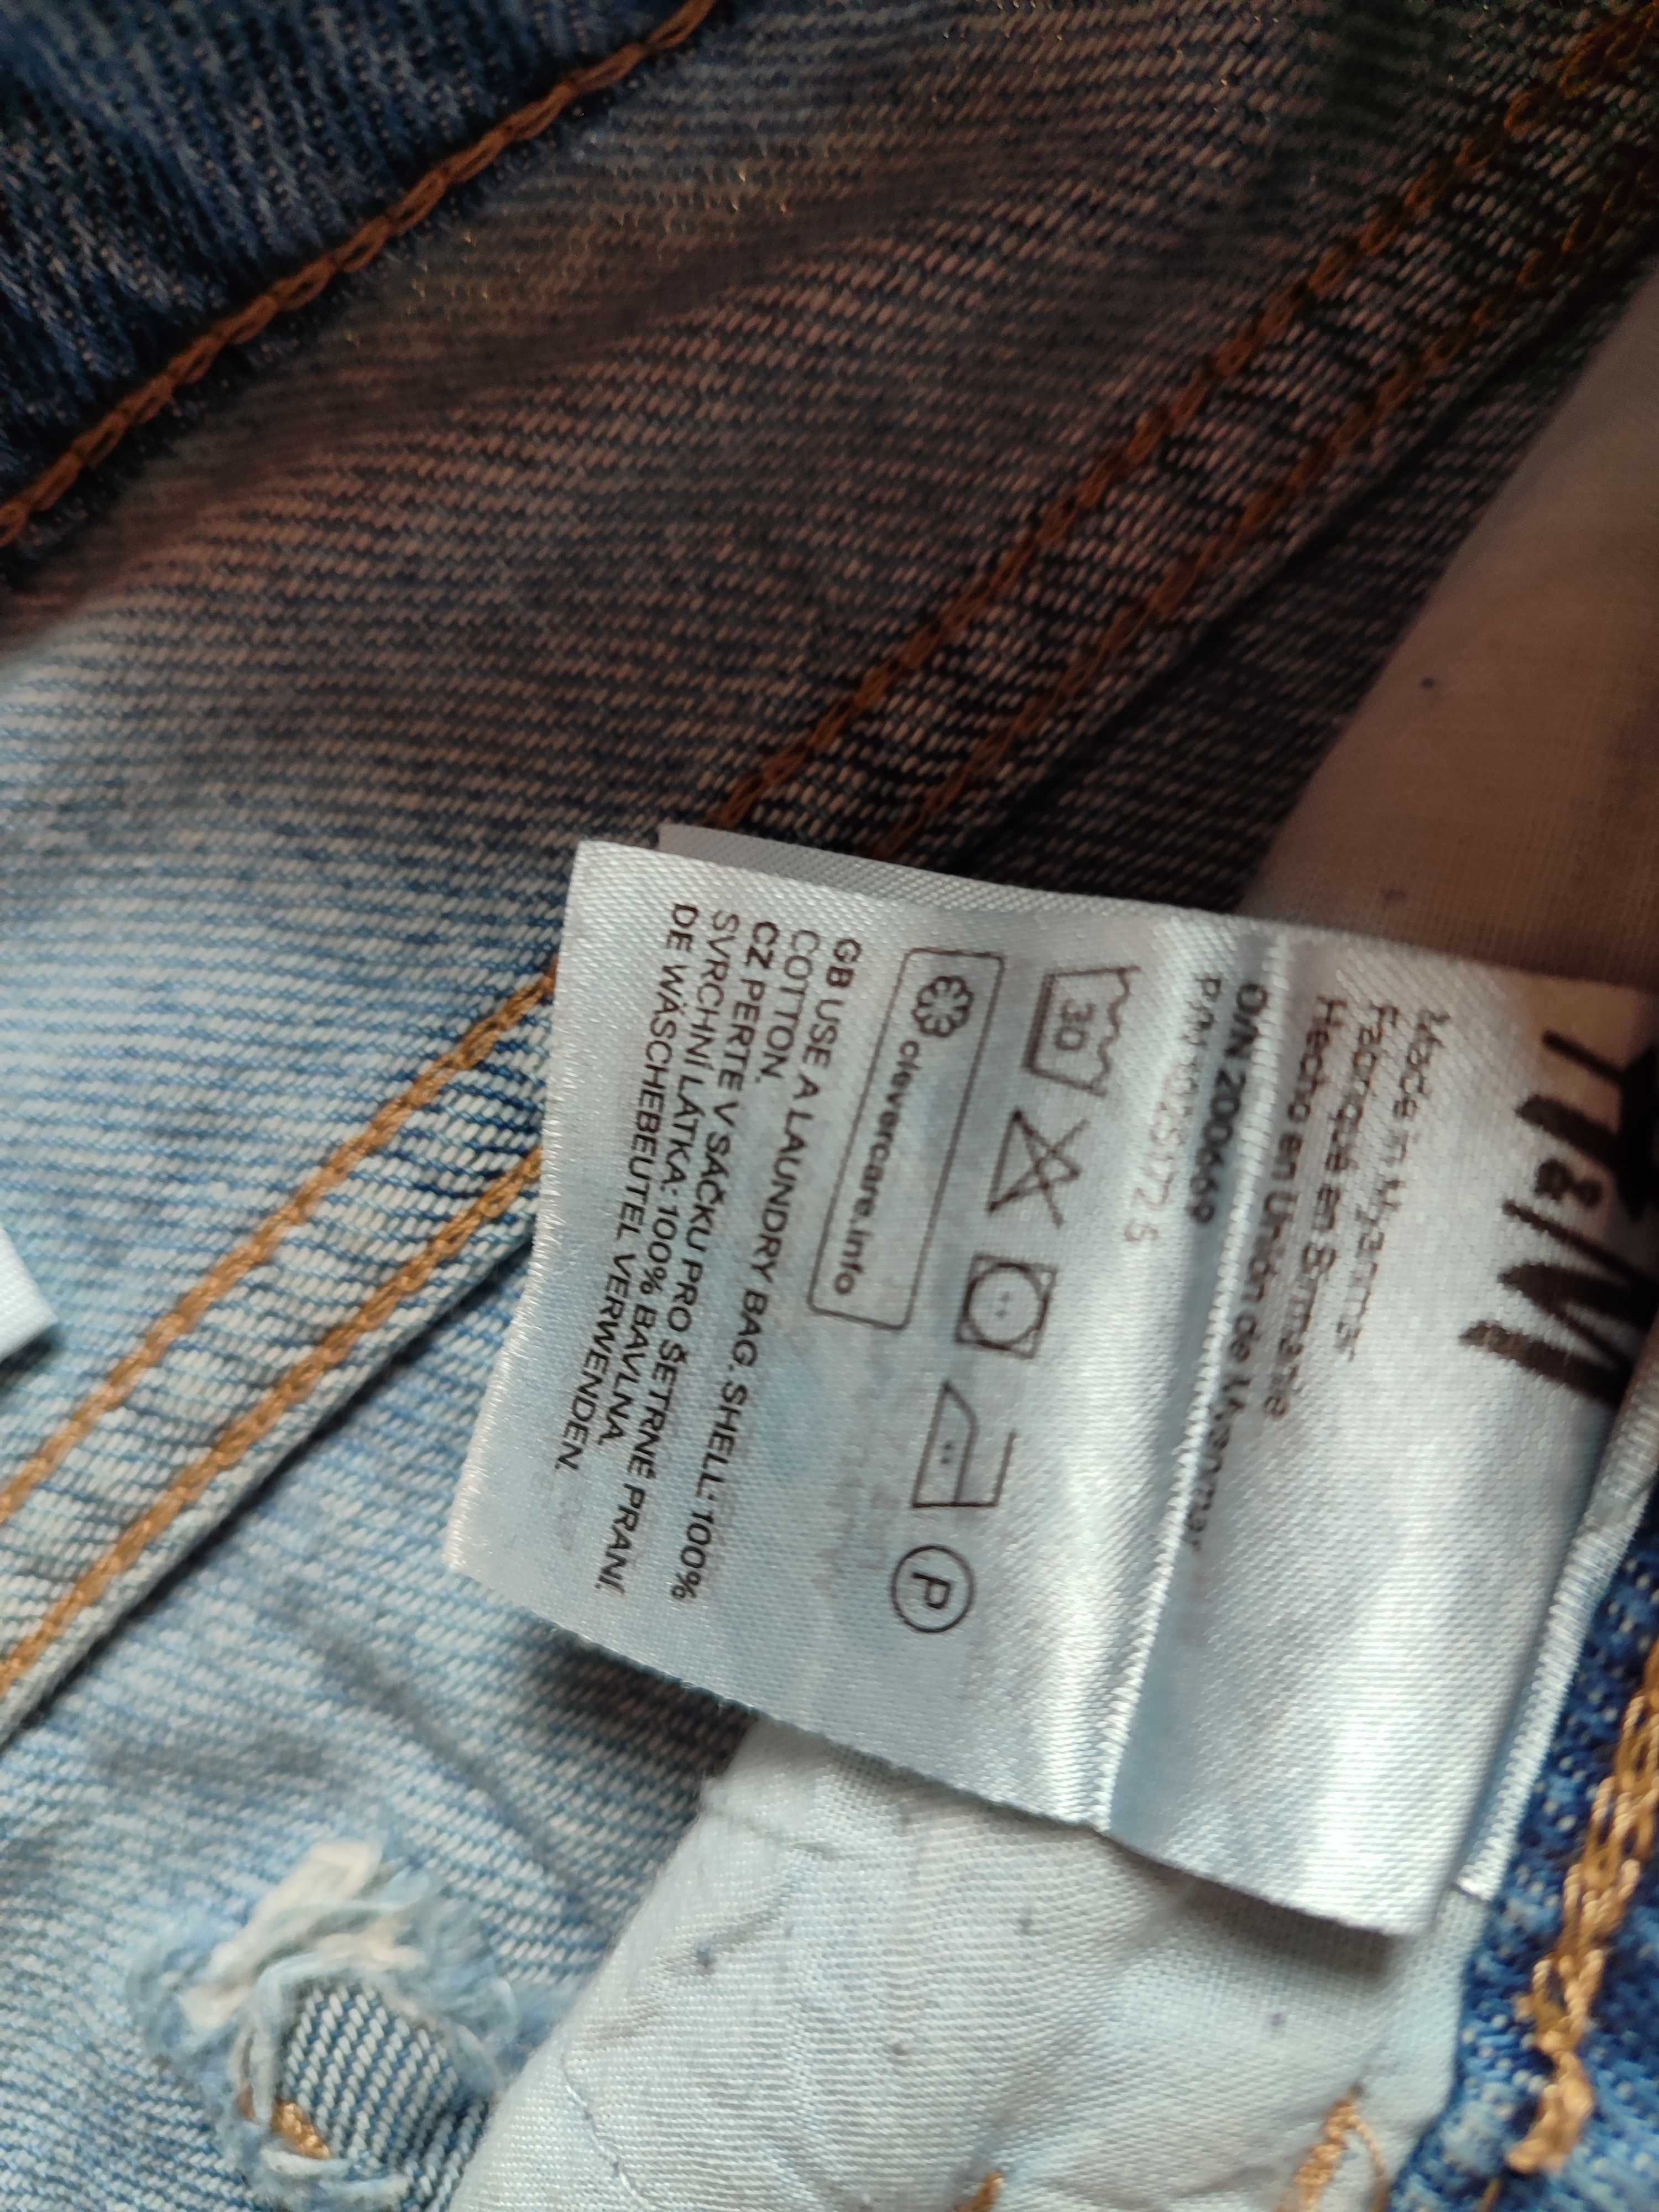 H&M
Made in Myanmar
Fabriqué en Birmanie
Hecho en Unión de Myanmar
O/N 200669
30
P
clevercare.info
GB USE A LAUNDRY BAG. SHELL: 100%
COTTON.
CZ PERTE V SÁČKU PRO ŠETRNÉ PRANÍ.
SVRCHNÍ LÁTKA: 100% BAVLNA.
DE WÄSCHEBEUTEL VERWENDEN.